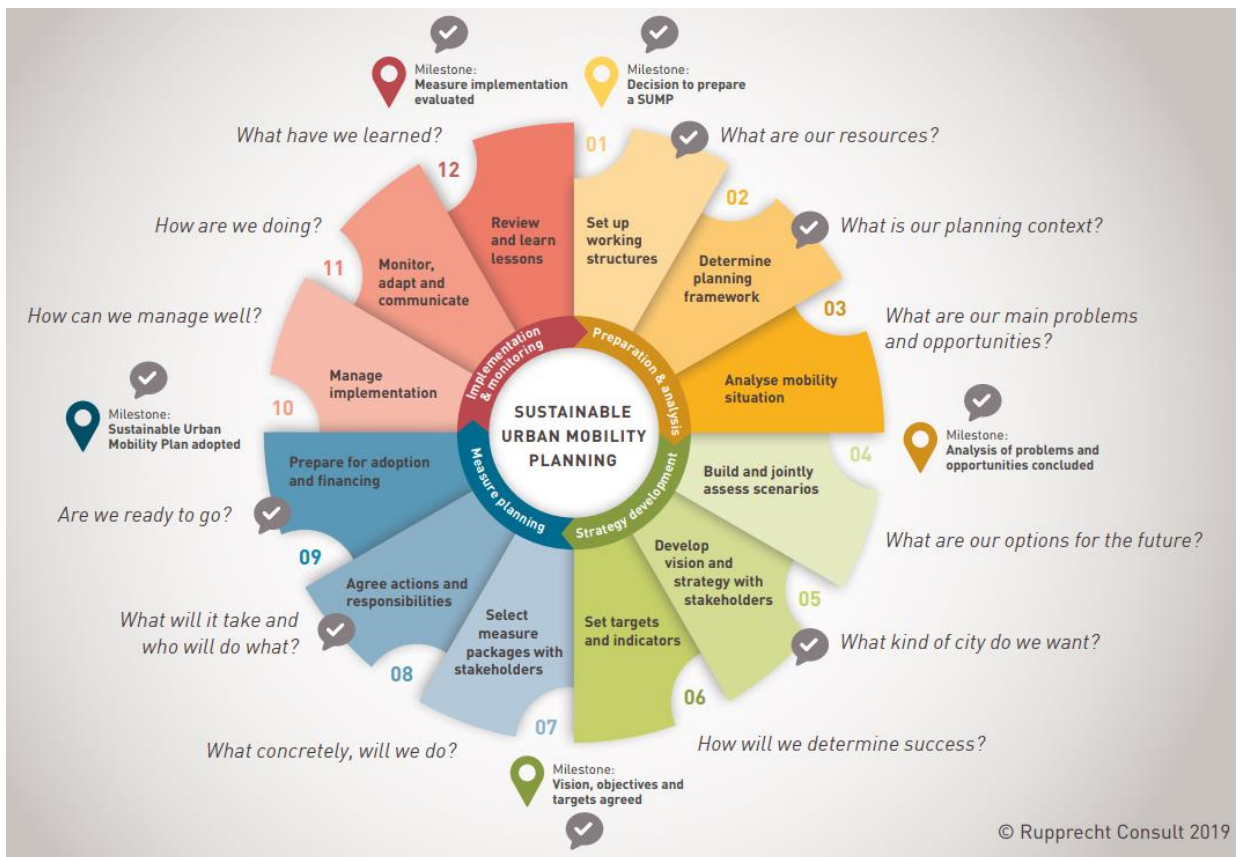 Milestone:
Measure implementation
evaluated
Milestone:
Decision to prepare
a SUMP
What have we learned?
What are our resources?
01
12
02
Review
and learn
lessons
Set up
working
structures
How are we doing?
What is our planning context?
11
Monitor,
adapt and
communicate
Determine
planning
framework
03
How can we manage well?
What are our main problems
and opportunities?
Manage
implementation
Analyse mobility
situation
10
Implementation
& monitoring
Preparation & analysis
SUSTAINABLE
URBAN MOBILITY
PLANNING
Measure planning
Strategy development
Milestone:
Sustainable Urban
Mobility Plan adopted
Milestone:
Analysis of problems and
opportunities concluded
04
Prepare for adoption
and financing
Build and jointly
assess scenarios
Are we ready to go?
What are our options for the future?
09
Agree actions and
responsibilities
Develop
vision and
strategy with
stakeholders
05
What will it take and
who will do what?
Select
measure
packages with
stakeholders
Set targets
and indicators
What kind of city do we want?
08
07
06
What concretely, will we do?
How will we determine success?
Milestone:
Vision, objectives and
targets agreed
© Rupprecht Consult 2019